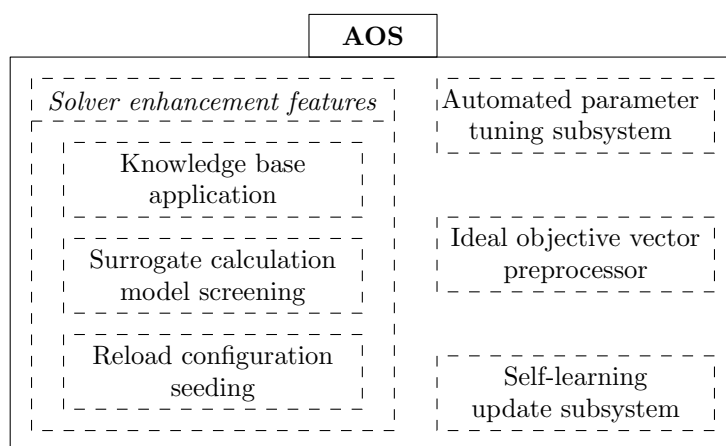 AOS
Solver enhancement features
Knowledge base
application
Surrogate calculation
model screening
Reload configuration
seeding
Automated parameter
tuning subsystem
Ideal objective vector
preprocessor
Self-learning
update subsystem